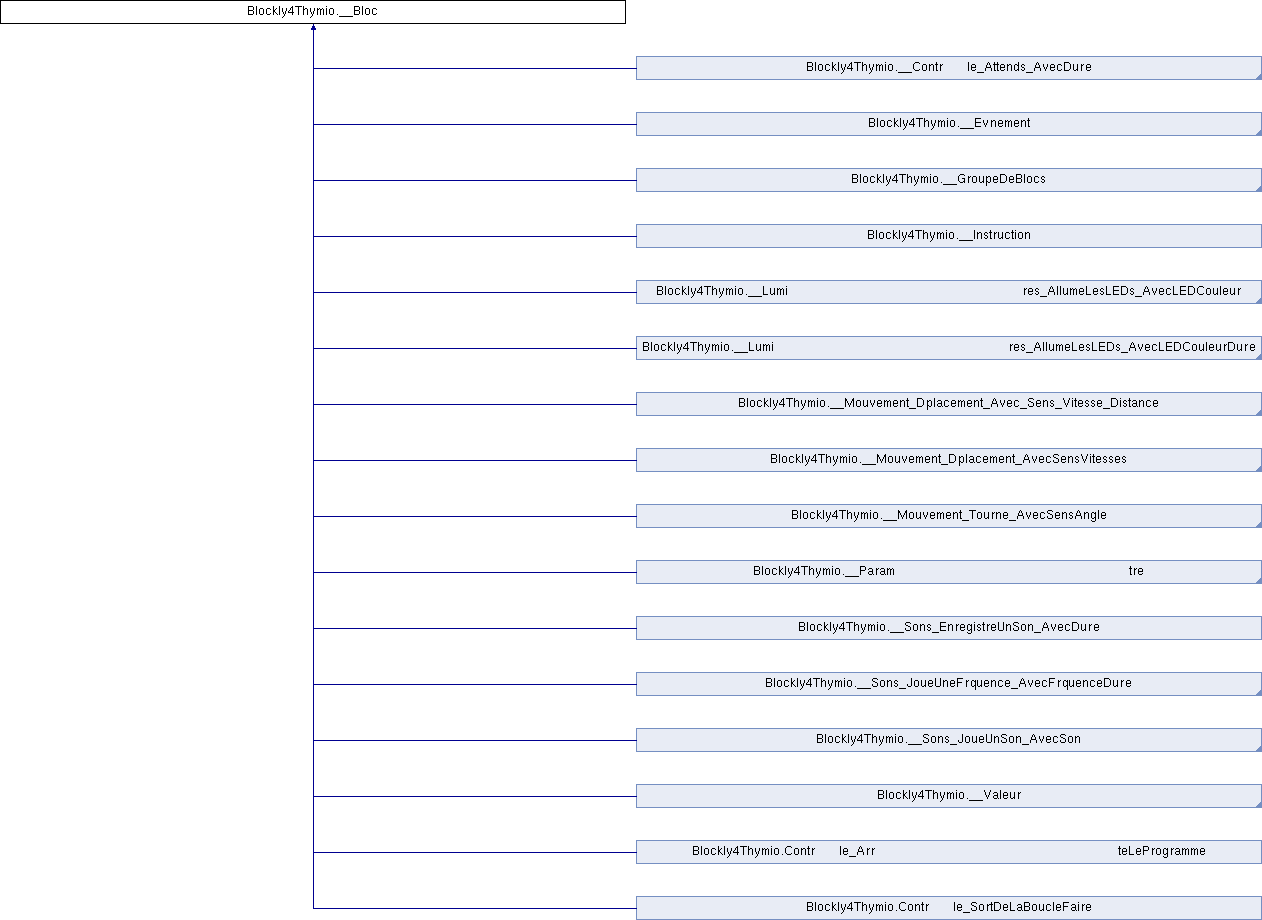 Blockly4Thymio.__Bloc
Blockly4Thymio.__Contr le_Attends_AvecDure
Blockly4Thymio.__Evnement
Blockly4Thymio.__GroupeDeBlocs
Blockly4Thymio.__Instruction
Blockly4Thymio.__Lumi res_AllumeLesLEDs_AvecLEDCouleur
Blockly4Thymio.__Lumi res_AllumeLesLEDs_AvecLEDCouleurDure
Blockly4Thymio.__Mouvement_Dplacement_Avec_Sens_Vitesse_Distance
Blockly4Thymio.__Mouvement_Dplacement_AvecSensVitesses
Blockly4Thymio.__Mouvement_Tourne_AvecSensAngle
Blockly4Thymio.__Param tre
Blockly4Thymio.__Sons_EnregistreUnSon_AvecDure
Blockly4Thymio.__Sons_JoueUneFrquence_AvecFrquenceDure
Blockly4Thymio.__Sons_JoueUnSon_AvecSon
Blockly4Thymio.__Valeur
Blockly4Thymio.Contr le_Arr teLeProgramme
Blockly4Thymio.Contr le_SortDeLaBoucleFaire